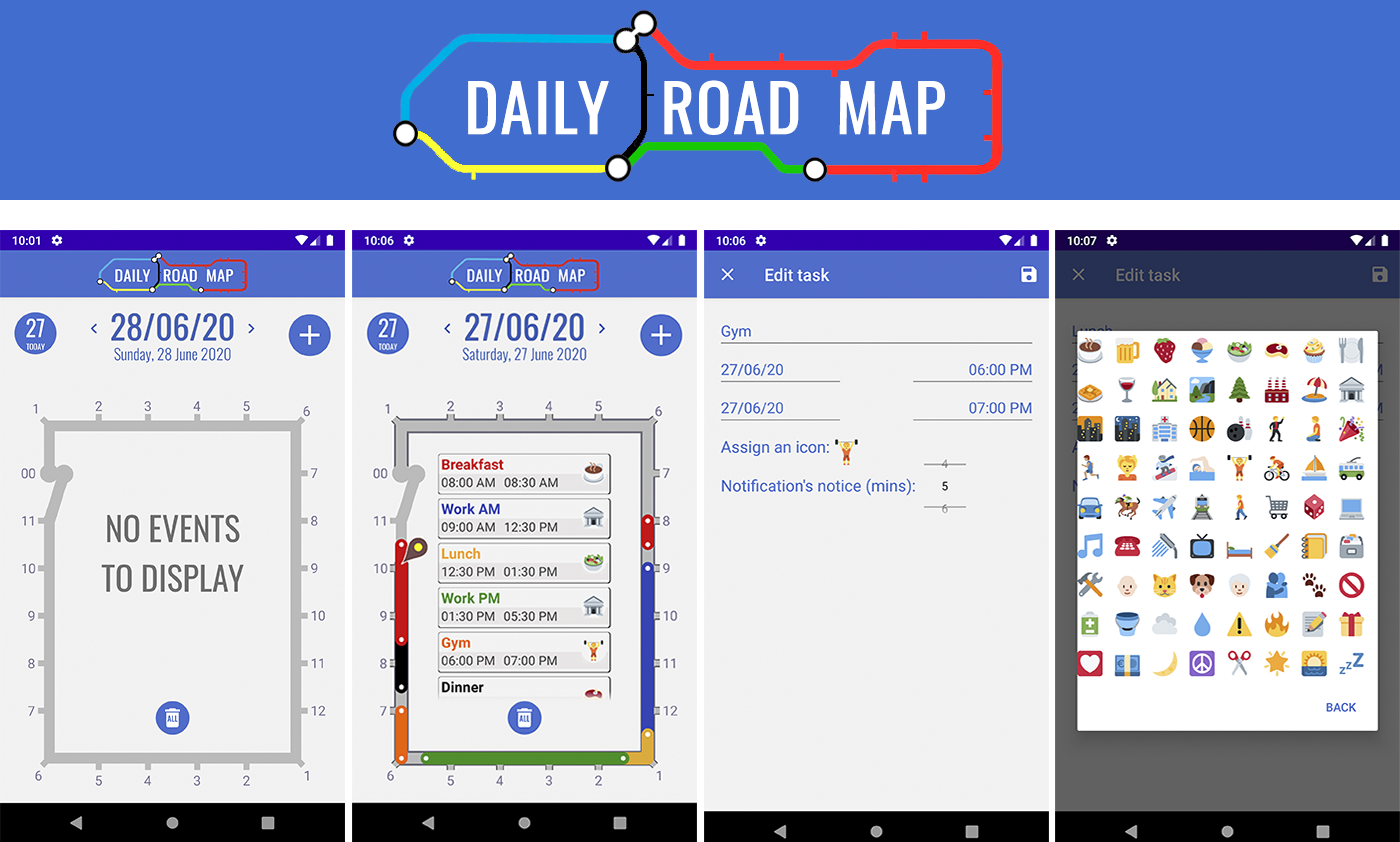 DAILY ROAD MAP
10:01
DAILY ROAD MAP
27
TODAY
28/06/20
Sunday, 28 June 2020
1 2 3 4 5 6
00 7
11 8
10 9
9 10
8 11
7 12
6 5 4 3 2 1
NO EVENTS
TO DISPLAY
ALL
10:06
DAILY ROAD MAP
27
TODAY
27/06/20
Saturday, 27 June 2020
1 2 3 4 5 6
00 7
11 8
10 9
9 10
8 11
7 12
6 5 4 3 2 1
Breakfast
08:00 AM 08:30 AM
Work AM
09:00 AM 12:30 PM
Lunch
12:30 PM 01:30 PM
Work PM
01:30 PM 05:30 PM
Gym
06:00 PM 07:00 PM
Dinner
ALL
10:06
Edit task
Gym
27/06/20 06:00 PM
27/06/20 07:00 PM
Assign an icon:
4
Notification's notice (mins): 5
6
10:07
Edit task
zzZ
BACK